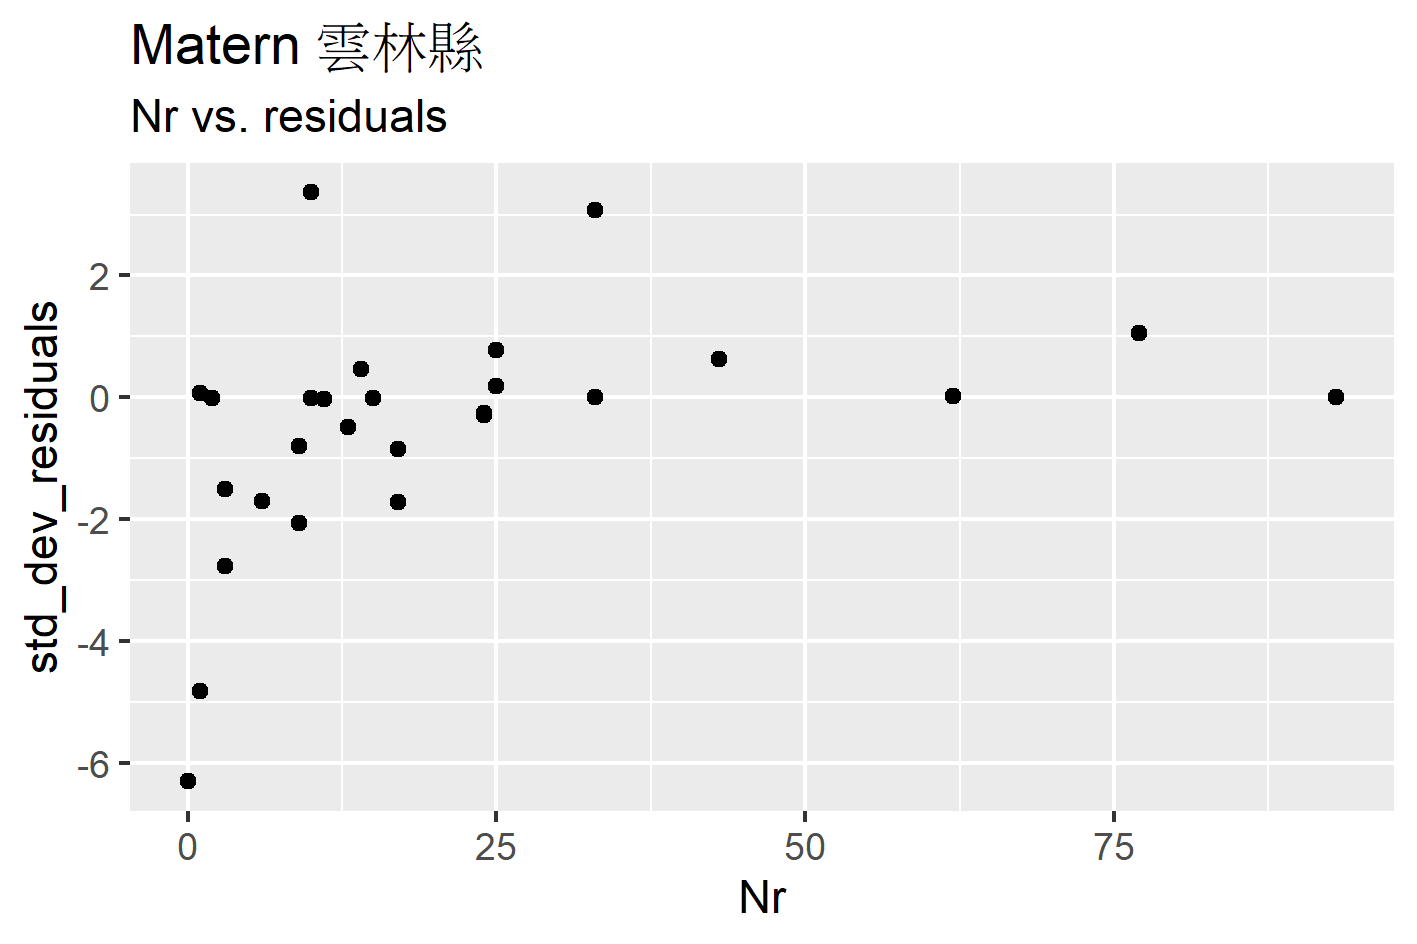 Matern 雲林縣
Nr vs. residuals
std_dev_residuals
2
0
-2
-4
-6
0 25 50 75
Nr